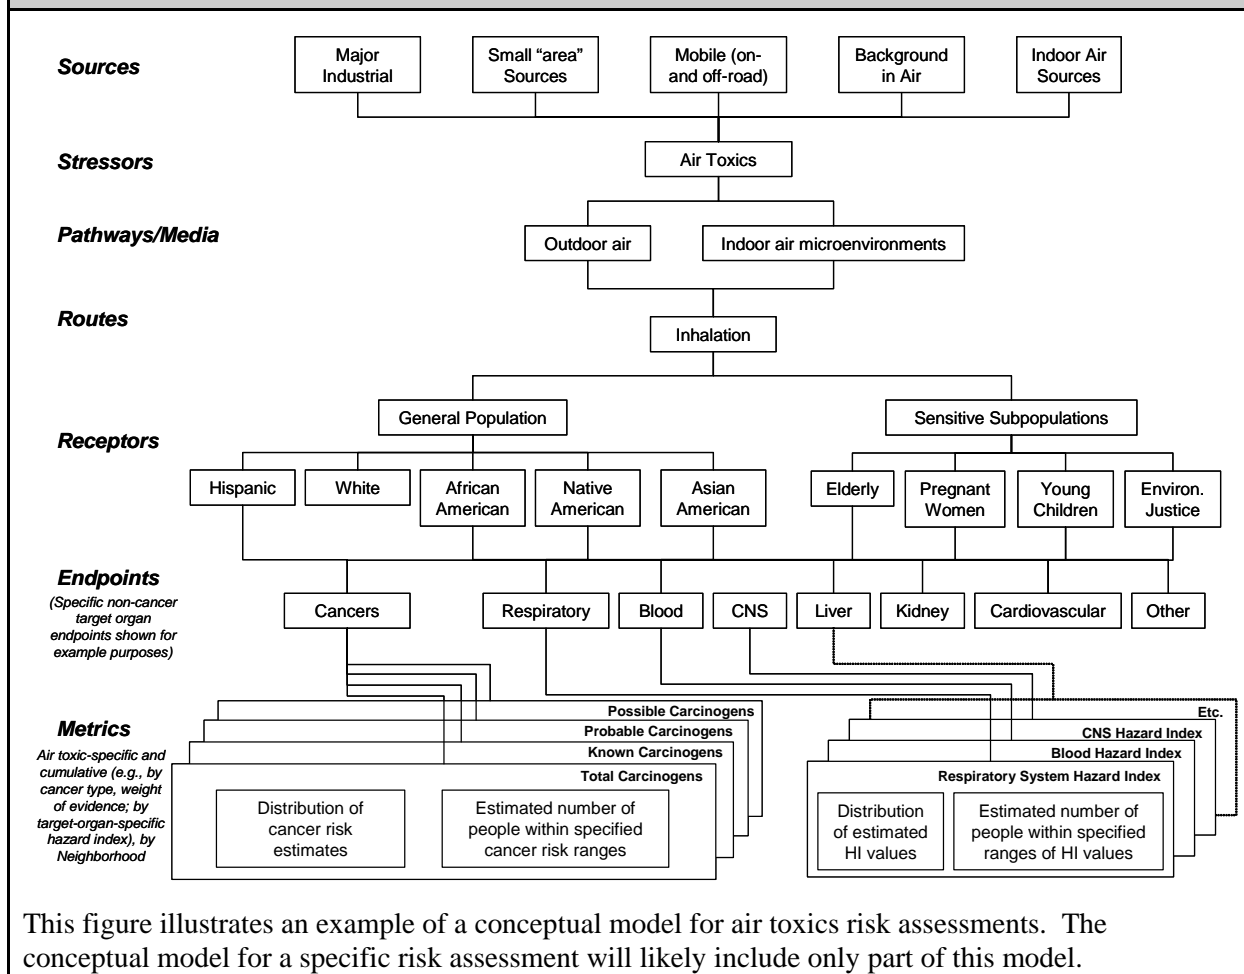 Sources
Major
Industrial
Small “area”
Sources
Mobile (on-
and off-road)
Background
in Air
Indoor Air
Sources
Stressors
Air Toxics
Pathways/Media
Outdoor air
Indoor air microenvironments
Routes
Inhalation
Receptors
General Population
Sensitive Subpopulations
Hispanic
White
African
American
Native
American
Asian
American
Elderly
Pregnant
Women
Young
Children
Environ.
Justice
Endpoints
(Specific non-cancer
target organ
endpoints shown for
example purposes)
Cancers
Respiratory
Blood
CNS
Liver
Kidney
Cardiovascular
Other
Metrics
Air toxic-specific and
cumulative (e.g., by
cancer type, weight
of evidence; by
target-organ-specific
hazard index), by
Neighborhood
Possible Carcinogens
Probable Carcinogens
Known Carcinogens
Total Carcinogens
Distribution of
cancer risk
estimates
Estimated number of
people within specified
cancer risk ranges
Etc.
CNS Hazard Index
Blood Hazard Index
Respiratory System Hazard Index
Distribution
of estimated
HI values
Estimated number of
people within specified
ranges of HI values
This figure illustrates an example of a conceptual model for air toxics risk assessments.  The
conceptual model for a specific risk assessment will likely include only part of this model.